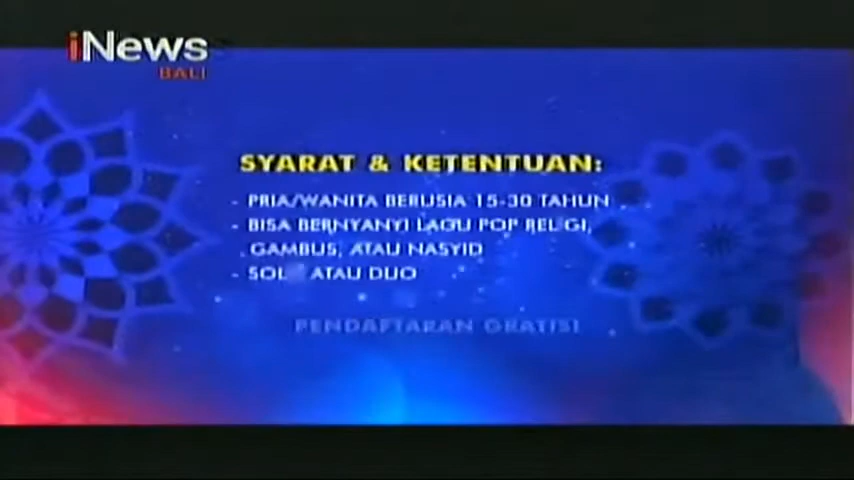 iNews
BALI
SYARAT & KETENTUAN:
- PRIA/WANITA BERUSIA 15-30 TAHUN
- BISA BERNYANYI LAGU POP RELIGI,
GAMBUS, ATAU NASYID
- SOLO ATAU DUO
PENDAFTARAN GRATIS!